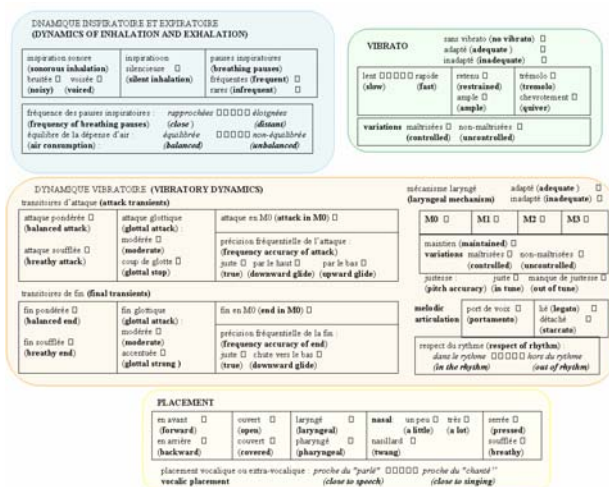 DNAMIQUE INSPIRATOIRE ET EXPIRATOIRE
(DYNAMICS OF INHALATION AND EXHALATION)
inspiration sonore
(sonorous inhalation)
bruitée □ voisée □
(noisy) (voiced)
inspiratioon
silencieuse □
(silent inhalation)
pauses inspiratoires
(breathing pauses)
fréquentes (frequent) □
rares (infrequent) □
fréquence des pauses inspiratoires : rapprochées □□□□□ éloignées
(frequency of breathing pauses) (close ) (distant)
équilibre de la dépense d'air : équilibrée □□□□□ non-équilibrée
(air consumption) : (balanced) (unbalanced)
VIBRATO
sans vibrato (no vibrato) □
adapté (adequate ) □
inadapté (inadequate) □
lent □□□□□ rapide
(slow) (fast)
retenu □
(restrained)
ample □
(ample)
trémolo □
(tremolo)
chevrotement □
(quiver)
variations maîtrisées □ non-maîtrisées □
(controlled) (uncontrolled)
DYNAMIQUE VIBRATOIRE (VIBRATORY DYNAMICS)
transitoires d'attaque (attack transients)
attaque pondérée □
(balanced attack)
attaque soufflée □
(breathy attack)
attaque glottique
(glottal attack) :
modérée □
(moderate)
coup de glotte □
(glottal stop)
attaque en M0 (attack in M0) □
précision fréquentielle de l'attaque :
(frequency accuracy of attack)
juste □ par le haut □ par le bas □
(true) (downward glide) (upward glide)
transitoires de fin (final transients)
fin pondérée □
(balanced end)
fin soufflée □
(breathy end)
fin glottique
(glottal attack) :
modérée □
(moderate)
accentuée □
(glottal strong )
fin en M0 (end in M0) □
précision fréquentielle de la fin :
(frequency accuracy of end)
juste □ chute vers le bas □
(true) (downward glide)
mécanisme laryngé
(laryngeal mechanism)
adapté (adequate ) □
inadapté (inadequate) □
M0 □ M1 □ M2 □ M3 □
maintien (maintained) □
variations maîtrisées □ non-maîtrisées □
(controlled) (uncontrolled)
justesse : juste □ manque de justesse □
(pitch accuracy) (in tune) (out of tune)
melodic
articulation
port de voix □
(portamento)
lié (legato) □
détaché □
(staccato)
respect du rythme (respect of rhythm)
dans le rythme □□□□□ hors du rythme
(in the rhythm) (out of rhythm)
PLACEMENT
en avant □
(forward)
en arrière □
(backward)
ouvert □
(open)
couvert □
(covered)
laryngé □
(laryngeal)
pharyngé □
(pharyngeal)
nasal: un peu □ très □
(a little) (a lot)
nasillard □
(twang)
serrée □
(pressed)
soufflée □
(breathy)
placement vocalique ou extra-vocalique : proche du "parlé" □□□□□ proche du "chanté"
vocalic placement (close to speech) (close to singing)